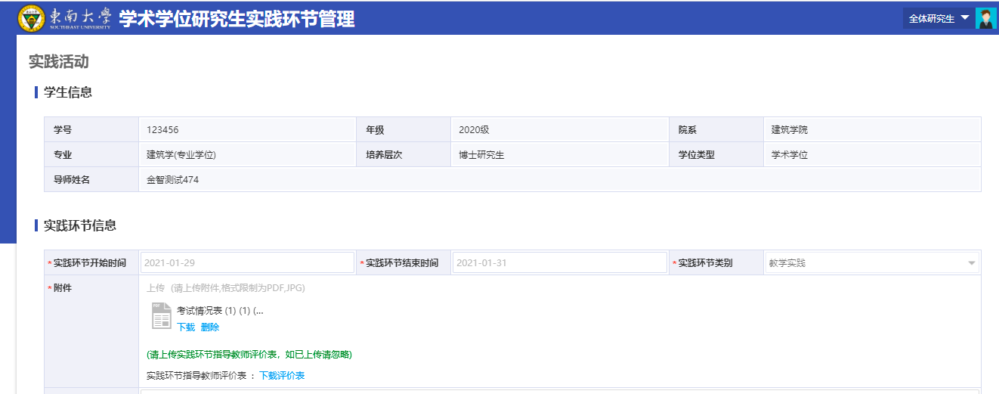 东南大学 学术学位研究生实践环节管理 全体研究生
SOUTHEAST UNIVERSITY
实践活动
学生信息
学号 123456 年级 2020级 院系 建筑学院
专业 建筑学(专业学位) 培养层次 博士研究生 学位类型 学术学位
导师姓名 金智测试474
实践环节信息
*实践环节开始时间 2021-01-29 *实践环节结束时间 2021-01-31 *实践环节类别 教学实践
*附件 上传 (请上传附件,格式限制为PDF,JPG)
PDF 考试情况表 (1) (1) (...
下载 删除
(请上传实践环节指导教师评价表，如已上传请忽略)
实践环节指导教师评价表 ： 下载评价表